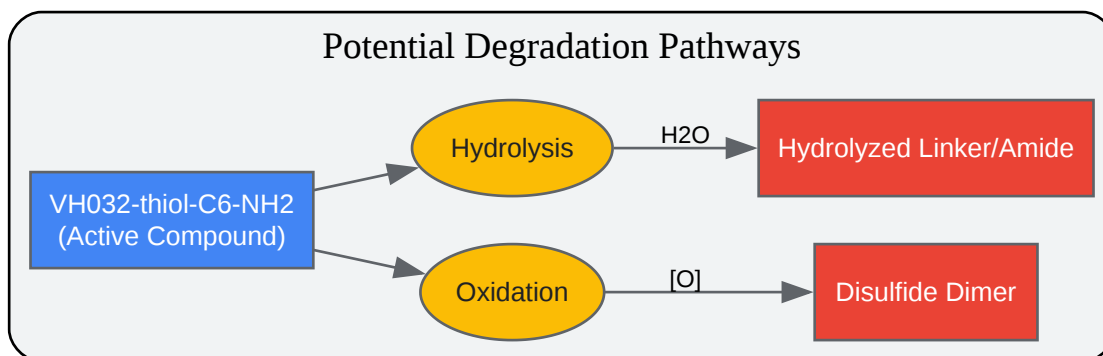 Potential Degradation Pathways
VH032-thiol-C6-NH2
(Active Compound)
Hydrolysis
H2O
Hydrolyzed Linker/Amide
Oxidation
[O]
Disulfide Dimer